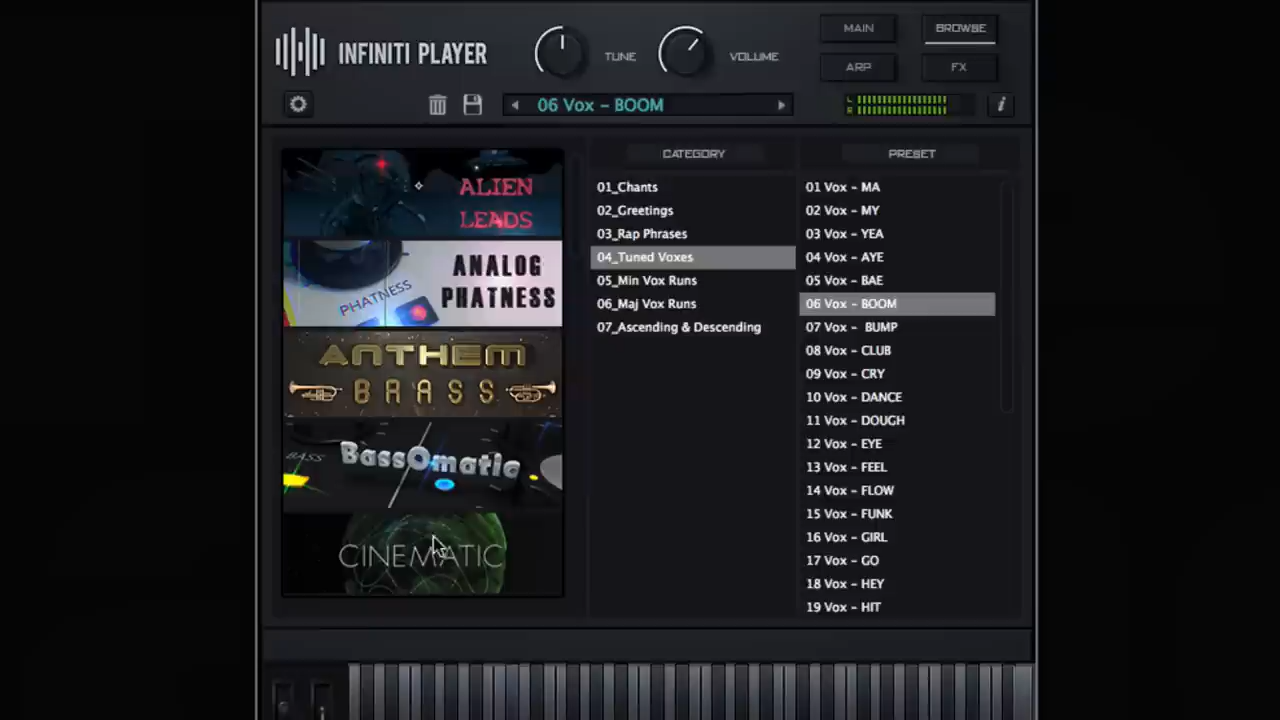 INFINITI PLAYER
TUNE
VOLUME
MAIN
BROWSE
ARP
FX
06 Vox – BOOM
L
R
i
CATEGORY
PRESET
ALIEN
LEADS
ANALOG
PHATNESS
PHATNESS
ANTHEM
BRASS
BASS
BassOmatic
CINEMATIC
01_Chants
02_Greetings
03_Rap Phrases
04_Tuned Voxes
05_Min Vox Runs
06_Maj Vox Runs
07_Ascending & Descending
01 Vox – MA
02 Vox – MY
03 Vox – YEA
04 Vox – AYE
05 Vox – BAE
06 Vox – BOOM
07 Vox –  BUMP
08 Vox – CLUB
09 Vox – CRY
10 Vox – DANCE
11 Vox – DOUGH
12 Vox – EYE
13 Vox – FEEL
14 Vox – FLOW
15 Vox – FUNK
16 Vox – GIRL
17 Vox – GO
18 Vox – HEY
19 Vox – HIT